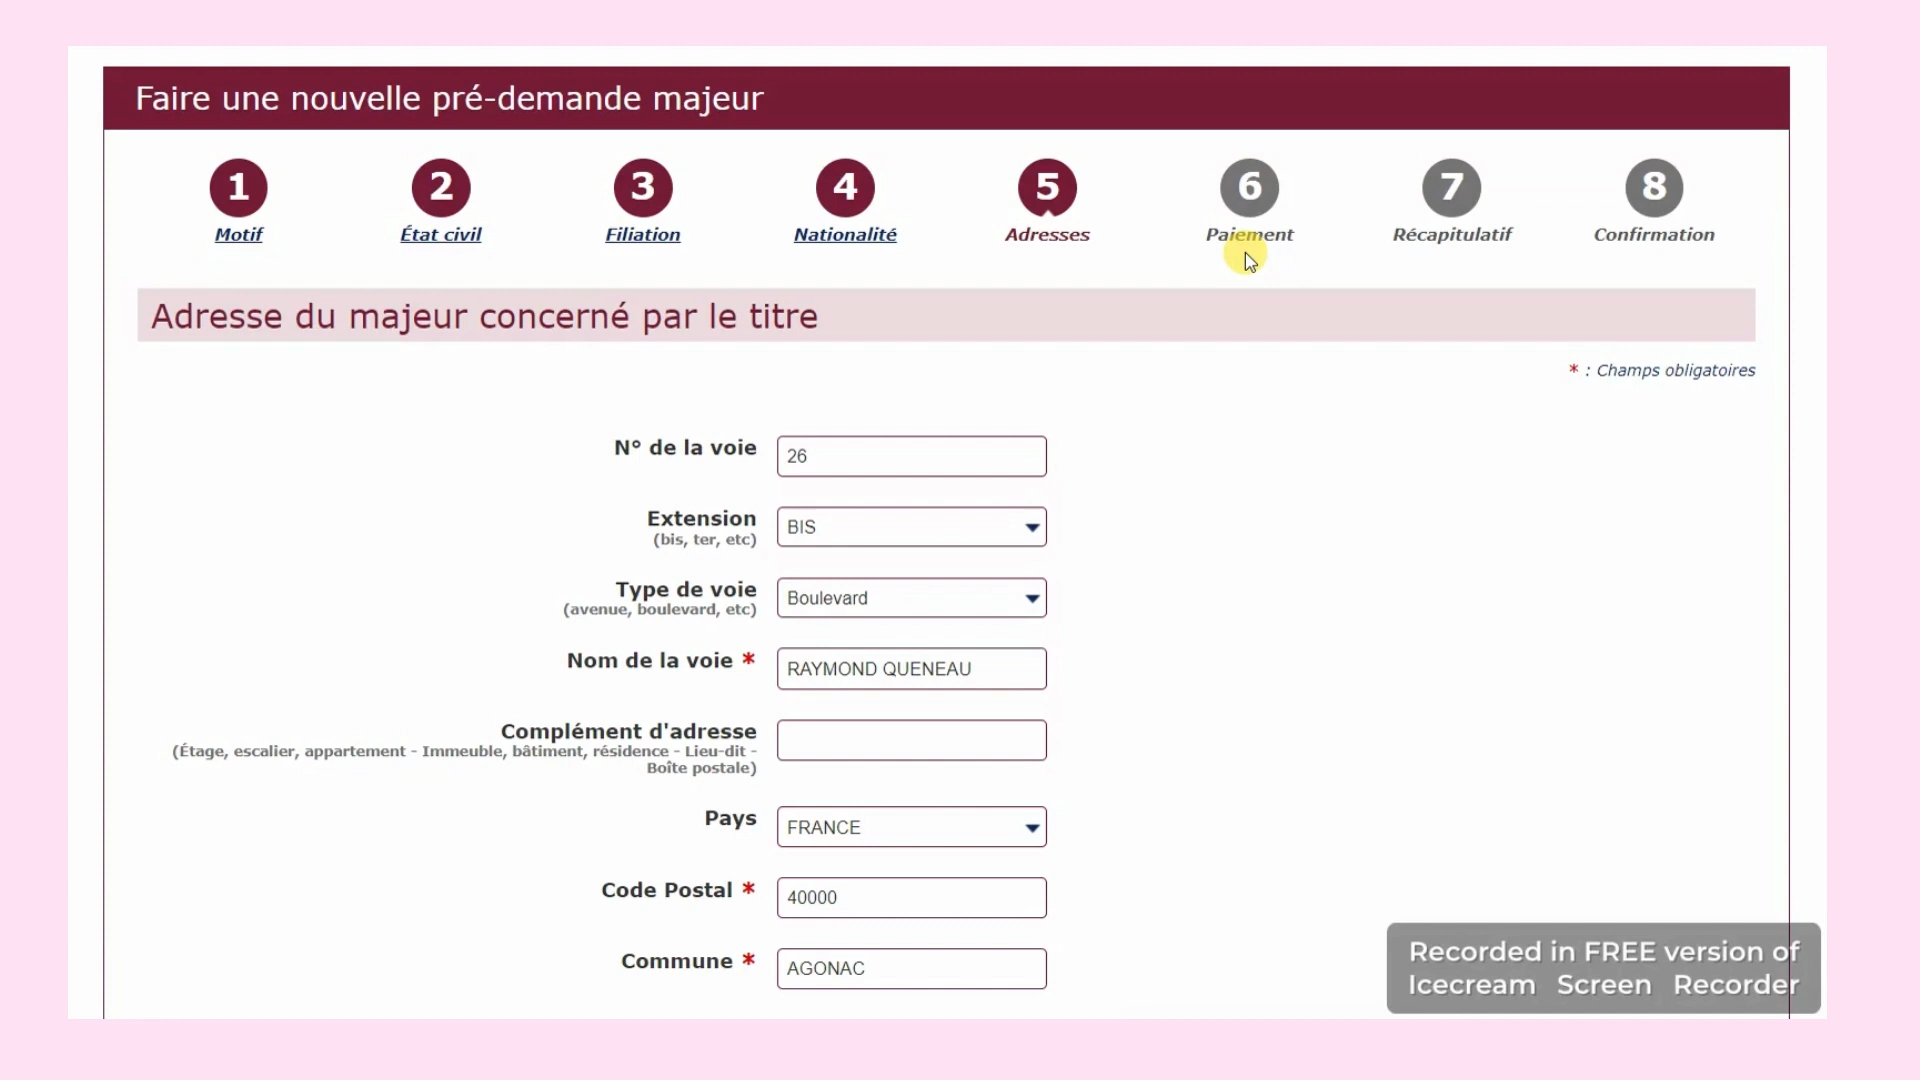 Faire une nouvelle pré-demande majeur
1 2 3 4 5 6 7 8
Motif État civil Filiation Nationalité Adresses Paiement Récapitulatif Confirmation
Adresse du majeur concerné par le titre
* : Champs obligatoires
N° de la voie 26
Extension BIS
(bis, ter, etc)
Type de voie Boulevard
(avenue, boulevard, etc)
Nom de la voie * RAYMOND QUENEAU
Complément d'adresse
(Étage, escalier, appartement - Immeuble, bâtiment, résidence - Lieu-dit -
Boîte postale)
Pays FRANCE
Code Postal * 40000
Commune * AGONAC
Recorded in FREE version of
Icecream Screen Recorder